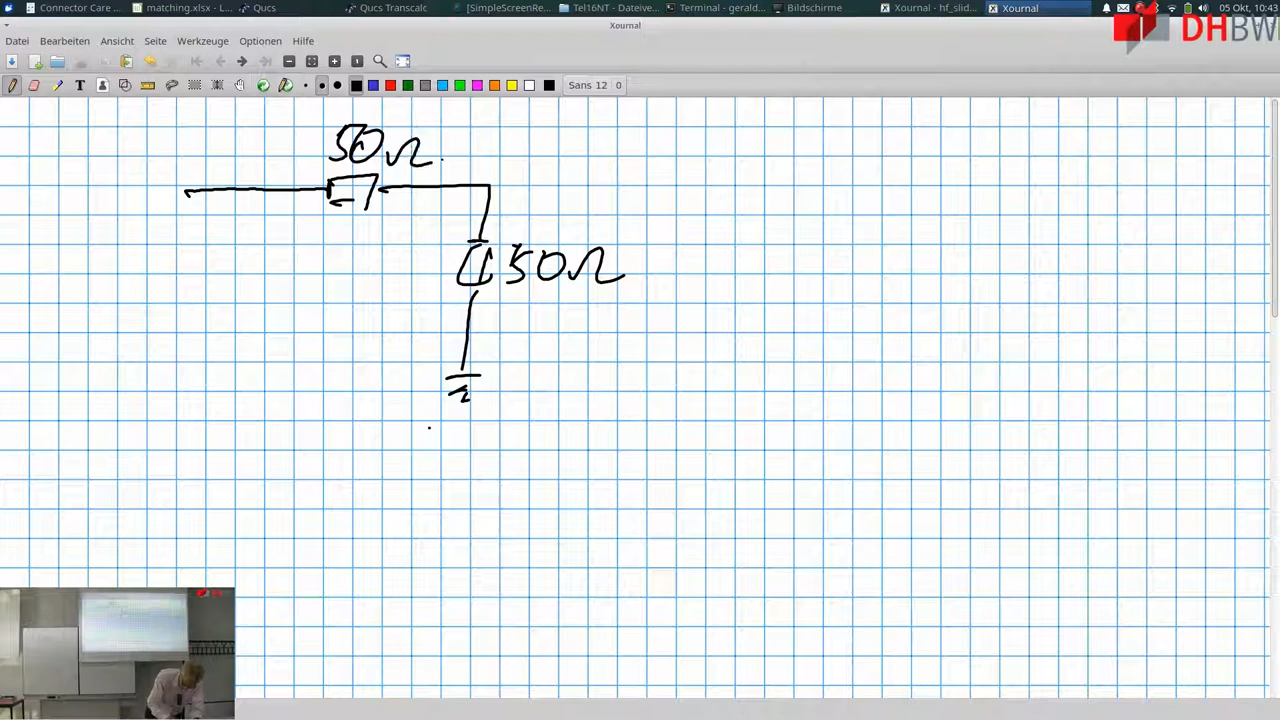 Connector Care ...
matching.xlsx - L...
Qucs
Qucs Transcalc
[SimpleScreenRe...
Tel16NT - Dateive...
Terminal - gerald...
Bildschirme
Xournal - hf_slid...
Xournal
05 Okt, 10:43
Xournal
DHBW
Datei Bearbeiten Ansicht Seite Werkzeuge Optionen Hilfe
Sans 12 0
50Ω
50Ω